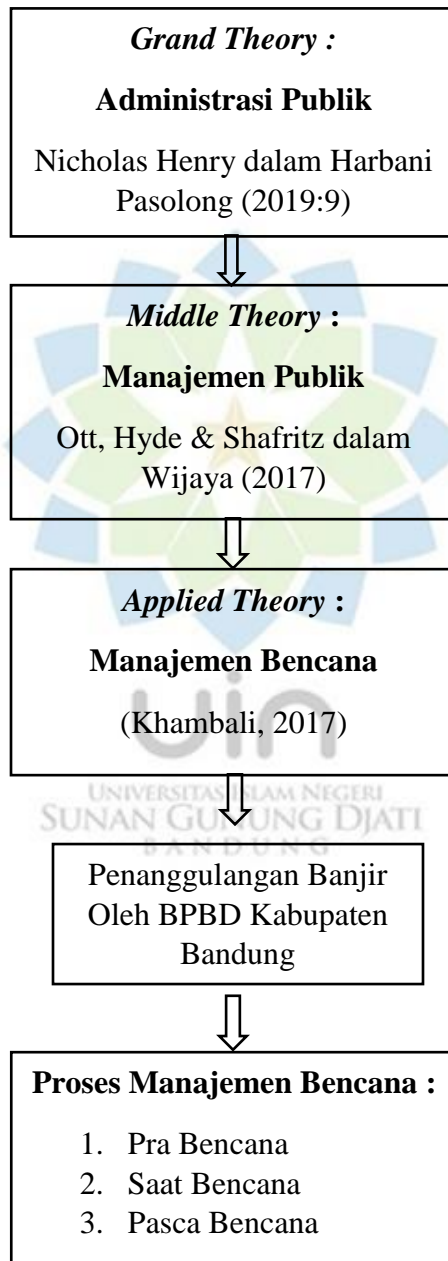 Grand Theory :
Administrasi Publik
Nicholas Henry dalam Harbani
Pasolong (2019:9)
Middle Theory :
Manajemen Publik
Ott, Hyde & Shafritz dalam
Wijaya (2017)
Applied Theory :
Manajemen Bencana
(Khambali, 2017)
uin
UNIVERSITAS ISLAM NEGERI
SUNAN GUNUNG DJATI
BANDUNG
Penanggulangan Banjir
Oleh BPBD Kabupaten
Bandung
Proses Manajemen Bencana :
1. Pra Bencana
2. Saat Bencana
3. Pasca Bencana